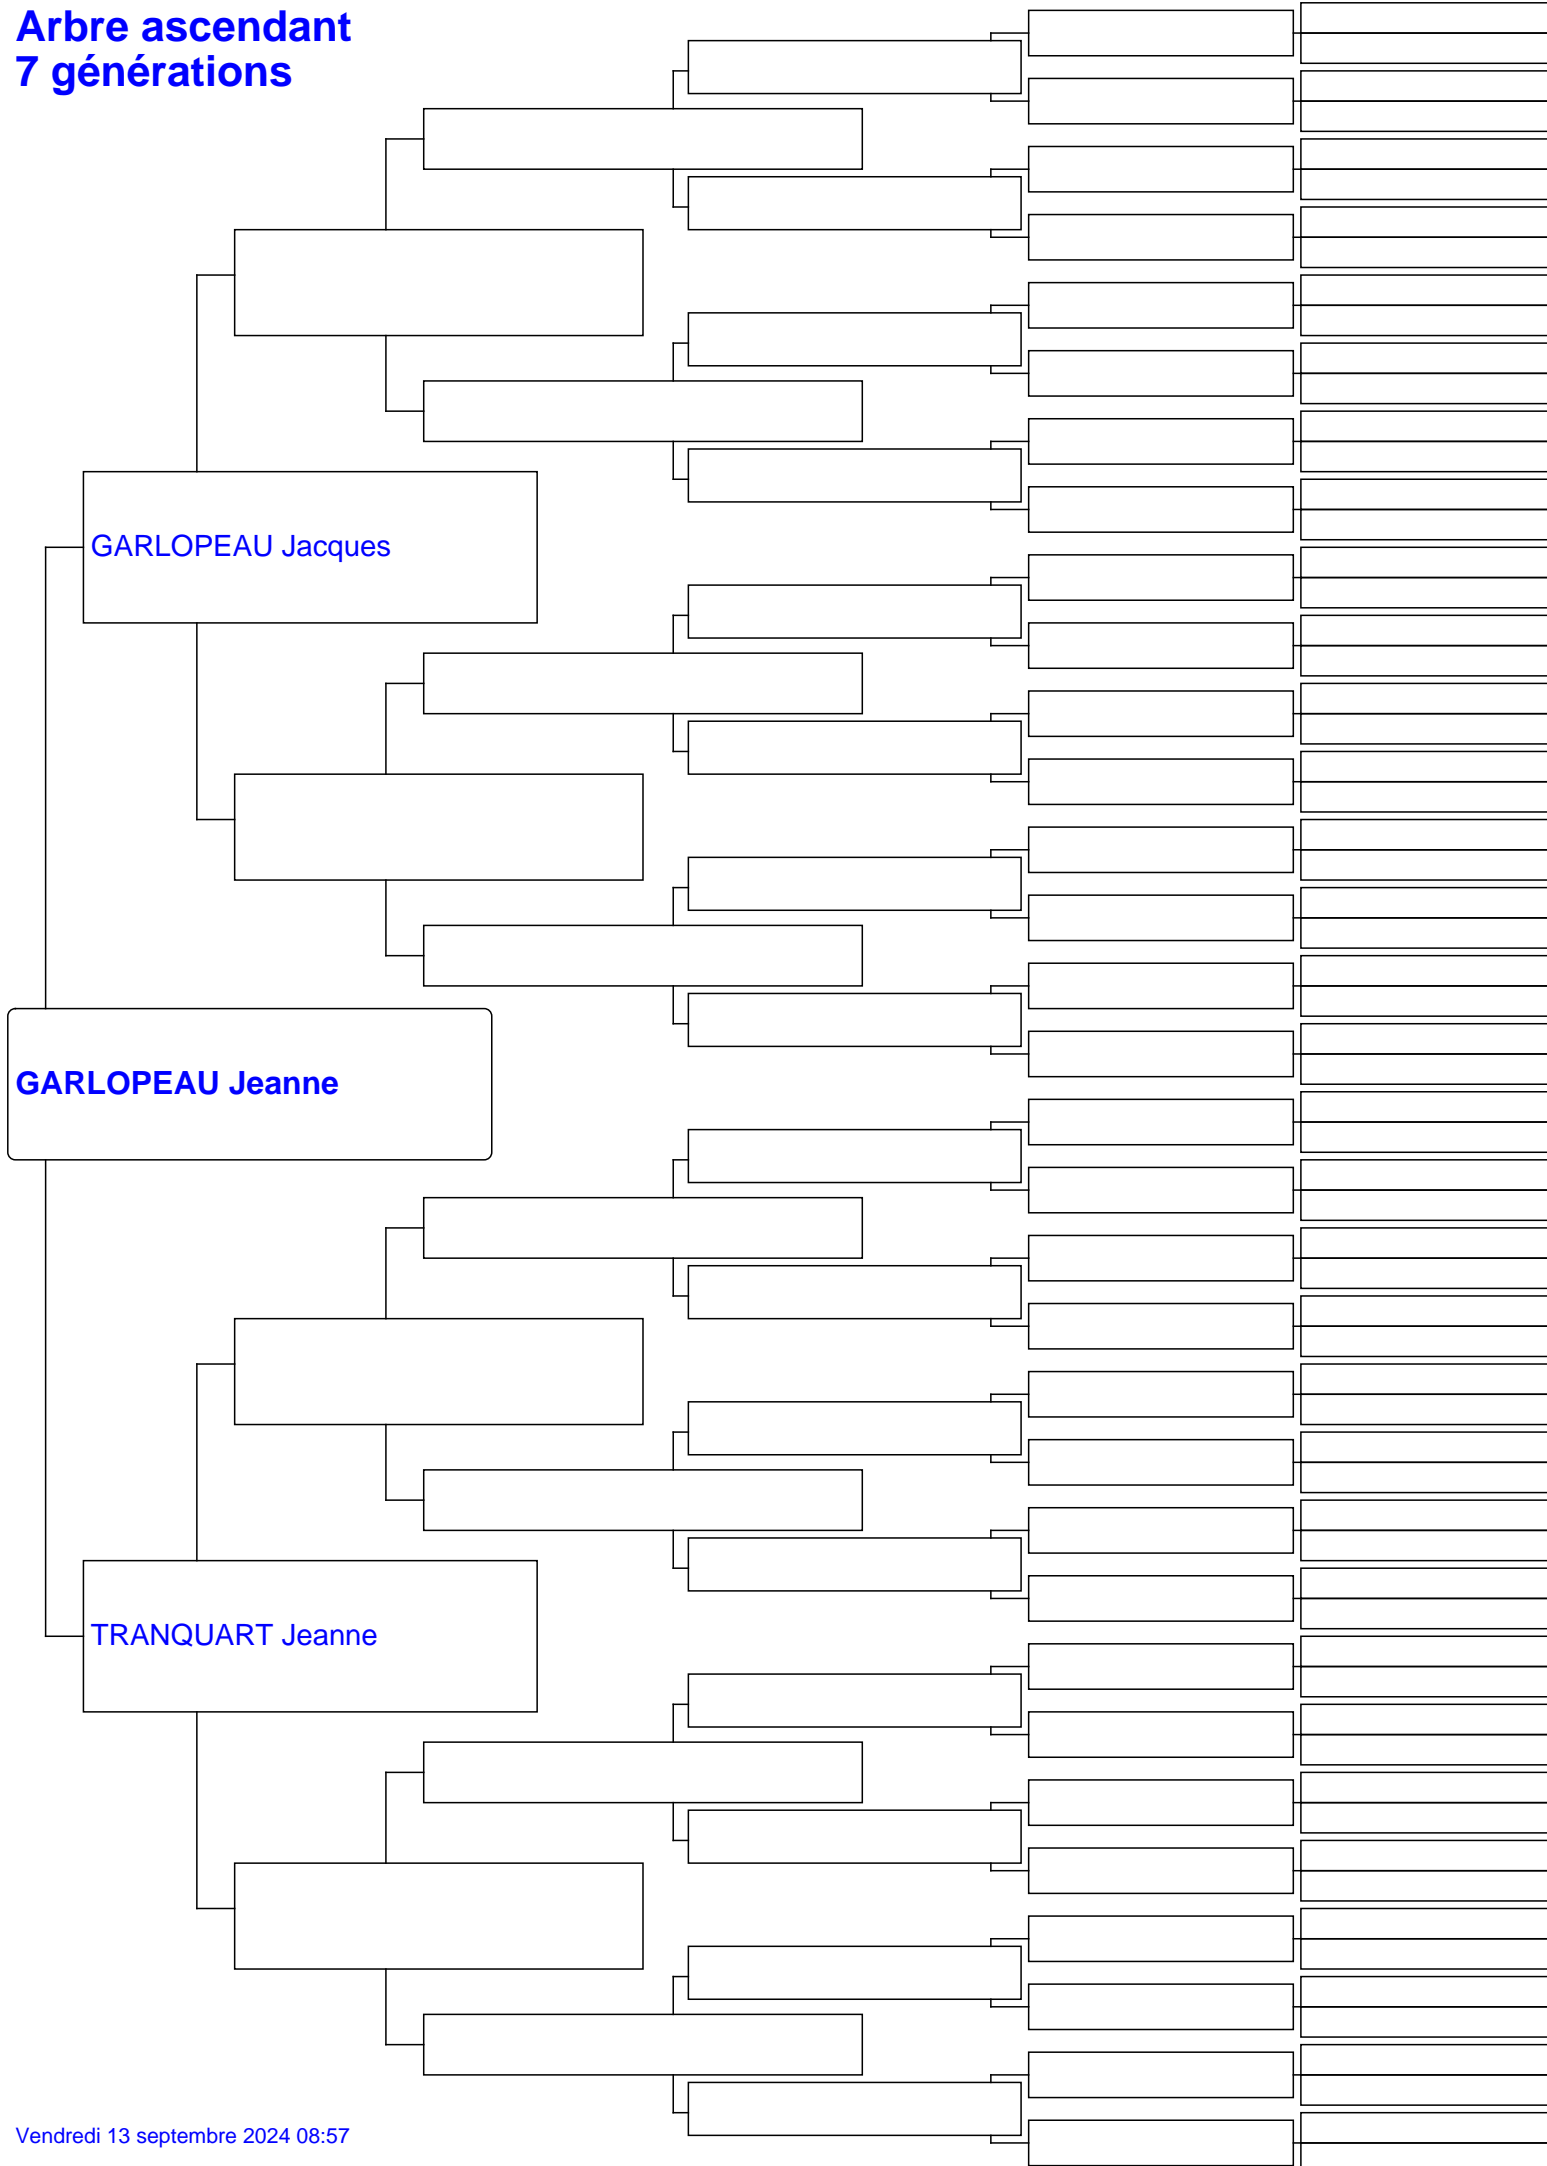 Arbre ascendant
7 générations
GARLOPEAU Jacques
GARLOPEAU Jeanne
TRANQUART Jeanne
Vendredi 13 septembre 2024 08:57